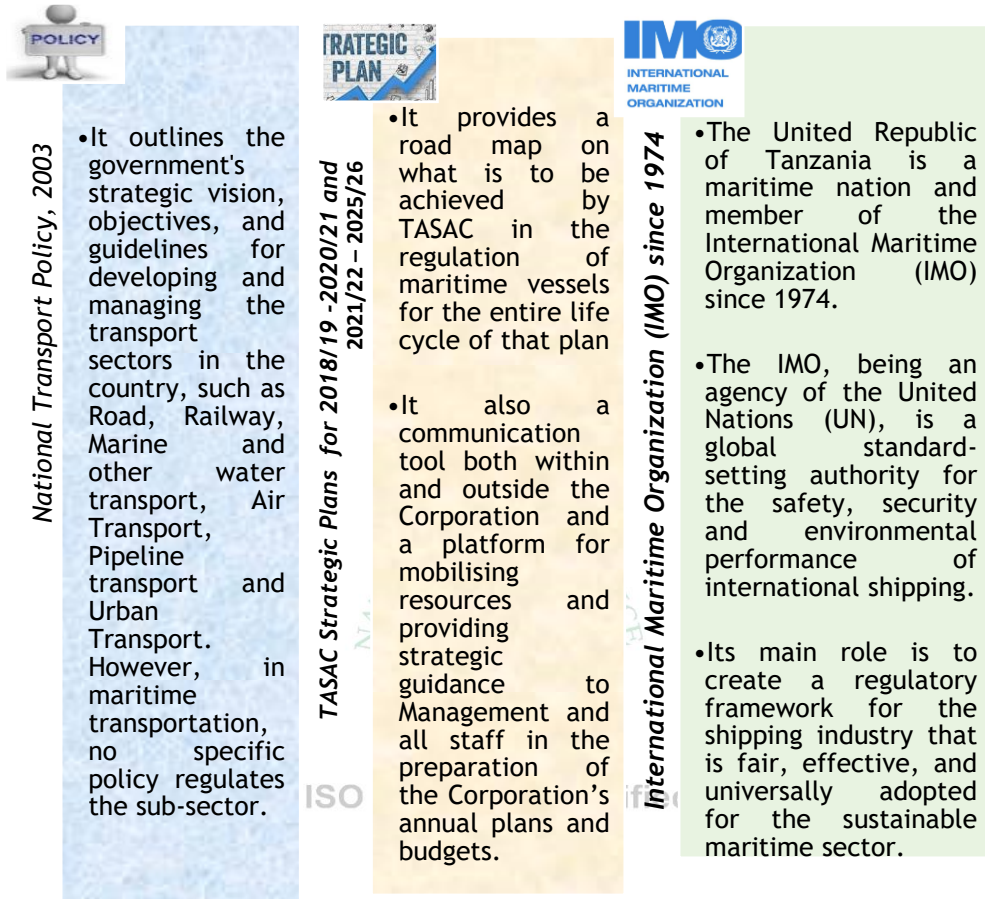 POLICY
National Transport Policy, 2003
•It outlines the
government's
strategic vision,
objectives, and
guidelines for
developing and
managing the
transport
sectors in the
country, such as
Road, Railway,
Marine and
other water
transport, Air
Transport,
Pipeline
transport and
Urban
Transport.
However, in
maritime
transportation,
no specific
policy regulates
the sub-sector.
TRATEGIC
PLAN
TASAC Strategic Plans for 2018/19 -2020/21 and
2021/22 – 2025/26
•It provides a
road map on
what is to be
achieved by
TASAC in the
regulation of
maritime vessels
for the entire life
cycle of that plan
•It also a
communication
tool both within
and outside the
Corporation and
a platform for
mobilising
resources and
providing
strategic
guidance to
Management and
all staff in the
preparation of
the Corporation’s
annual plans and
budgets.
IMO
INTERNATIONAL
MARITIME
ORGANIZATION
International Maritime Organization (IMO) since 1974
•The United Republic
of Tanzania is a
maritime nation and
member of the
International Maritime
Organization (IMO)
since 1974.
•The IMO, being an
agency of the United
Nations (UN), is a
global standard-
setting authority for
the safety, security
and environmental
performance of
international shipping.
•Its main role is to
create a regulatory
framework for the
shipping industry that
is fair, effective, and
universally adopted
for the sustainable
maritime sector.
ISO